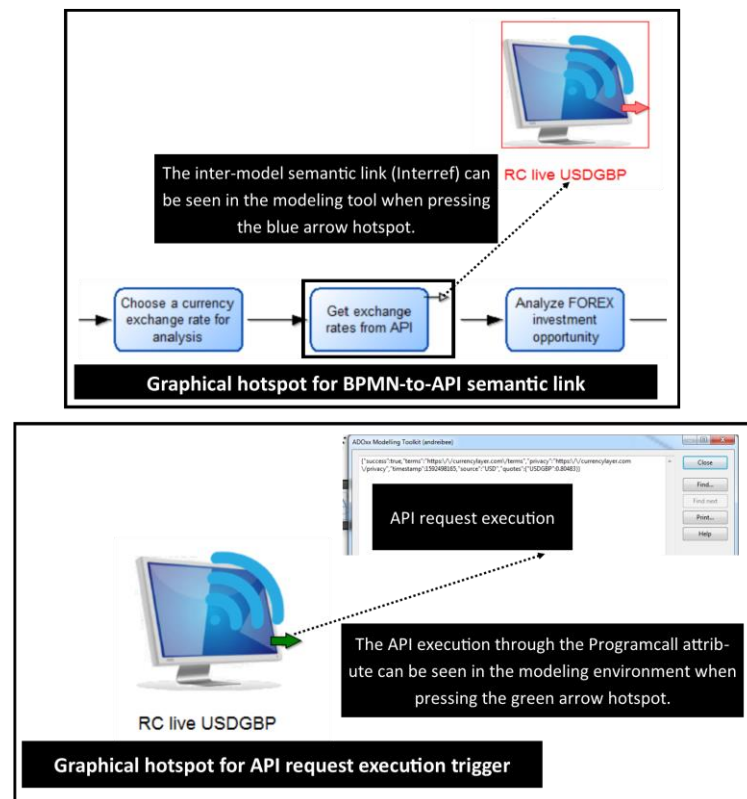 The inter-model semantic link (Interref) can
be seen in the modeling tool when pressing
the blue arrow hotspot.
RC live USDGBP
Choose a currency
exchange rate for
analysis
Get exchange
rates from API
Analyze FOREX
investment
opportunity
Graphical hotspot for BPMN-to-API semantic link
ADOxx Modelling Toolkit (andreibee)
{"success":true,"terms":"https:\/\/currencylayer.com\/terms","privacy":"https:\/\/currencylayer.com
\/privacy","timestamp":1592498165,"source":"USD","quotes":{"USDGBP":0.80483}}
Close
Find...
Find next
Print...
Help
API request execution
The API execution through the Programcall attrib-
ute can be seen in the modeling environment when
pressing the green arrow hotspot.
RC live USDGBP
Graphical hotspot for API request execution trigger